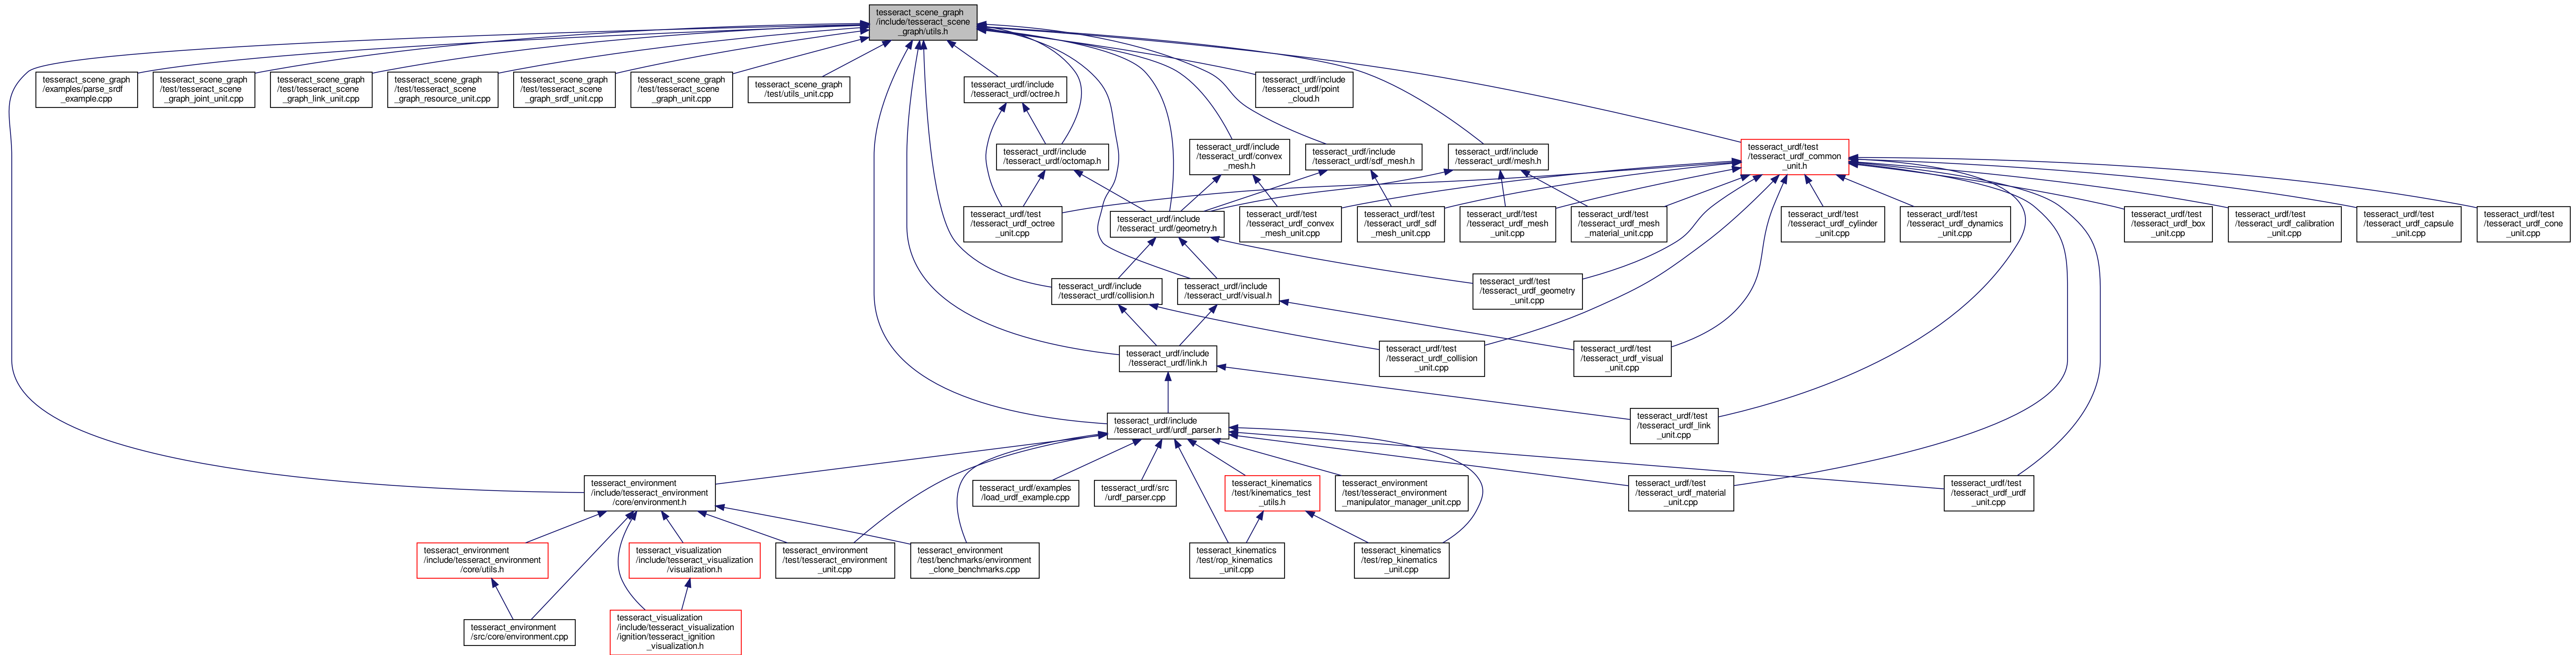 tesseract_scene_graph
/include/tesseract_scene
_graph/utils.h
tesseract_scene_graph
/examples/parse_srdf
_example.cpp
tesseract_scene_graph
/test/tesseract_scene
_graph_joint_unit.cpp
tesseract_scene_graph
/test/tesseract_scene
_graph_link_unit.cpp
tesseract_scene_graph
/test/tesseract_scene
_graph_resource_unit.cpp
tesseract_scene_graph
/test/tesseract_scene
_graph_srdf_unit.cpp
tesseract_scene_graph
/test/tesseract_scene
_graph_unit.cpp
tesseract_scene_graph
/test/utils_unit.cpp
tesseract_urdf/include
/tesseract_urdf/octree.h
tesseract_urdf/include
/tesseract_urdf/point
_cloud.h
tesseract_urdf/include
/tesseract_urdf/octomap.h
tesseract_urdf/include
/tesseract_urdf/convex
_mesh.h
tesseract_urdf/include
/tesseract_urdf/sdf_mesh.h
tesseract_urdf/include
/tesseract_urdf/mesh.h
tesseract_urdf/test
/tesseract_urdf_common
_unit.h
tesseract_urdf/test
/tesseract_urdf_octree
_unit.cpp
tesseract_urdf/include
/tesseract_urdf/geometry.h
tesseract_urdf/test
/tesseract_urdf_convex
_mesh_unit.cpp
tesseract_urdf/test
/tesseract_urdf_sdf
_mesh_unit.cpp
tesseract_urdf/test
/tesseract_urdf_mesh
_unit.cpp
tesseract_urdf/test
/tesseract_urdf_mesh
_material_unit.cpp
tesseract_urdf/test
/tesseract_urdf_cylinder
_unit.cpp
tesseract_urdf/test
/tesseract_urdf_dynamics
_unit.cpp
tesseract_urdf/test
/tesseract_urdf_box
_unit.cpp
tesseract_urdf/test
/tesseract_urdf_calibration
_unit.cpp
tesseract_urdf/test
/tesseract_urdf_capsule
_unit.cpp
tesseract_urdf/test
/tesseract_urdf_cone
_unit.cpp
tesseract_urdf/include
/tesseract_urdf/collision.h
tesseract_urdf/include
/tesseract_urdf/visual.h
tesseract_urdf/test
/tesseract_urdf_geometry
_unit.cpp
tesseract_urdf/include
/tesseract_urdf/link.h
tesseract_urdf/test
/tesseract_urdf_collision
_unit.cpp
tesseract_urdf/test
/tesseract_urdf_visual
_unit.cpp
tesseract_urdf/include
/tesseract_urdf/urdf_parser.h
tesseract_urdf/test
/tesseract_urdf_link
_unit.cpp
tesseract_environment
/include/tesseract_environment
/core/environment.h
tesseract_urdf/examples
/load_urdf_example.cpp
tesseract_urdf/src
/urdf_parser.cpp
tesseract_kinematics
/test/kinematics_test
_utils.h
tesseract_environment
/test/tesseract_environment
_manipulator_manager_unit.cpp
tesseract_urdf/test
/tesseract_urdf_material
_unit.cpp
tesseract_urdf/test
/tesseract_urdf_urdf
_unit.cpp
tesseract_environment
/include/tesseract_environment
/core/utils.h
tesseract_visualization
/include/tesseract_visualization
/visualization.h
tesseract_environment
/test/tesseract_environment
_unit.cpp
tesseract_environment
/test/benchmarks/environment
_clone_benchmarks.cpp
tesseract_kinematics
/test/rop_kinematics
_unit.cpp
tesseract_kinematics
/test/rep_kinematics
_unit.cpp
tesseract_environment
/src/core/environment.cpp
tesseract_visualization
/include/tesseract_visualization
/ignition/tesseract_ignition
_visualization.h